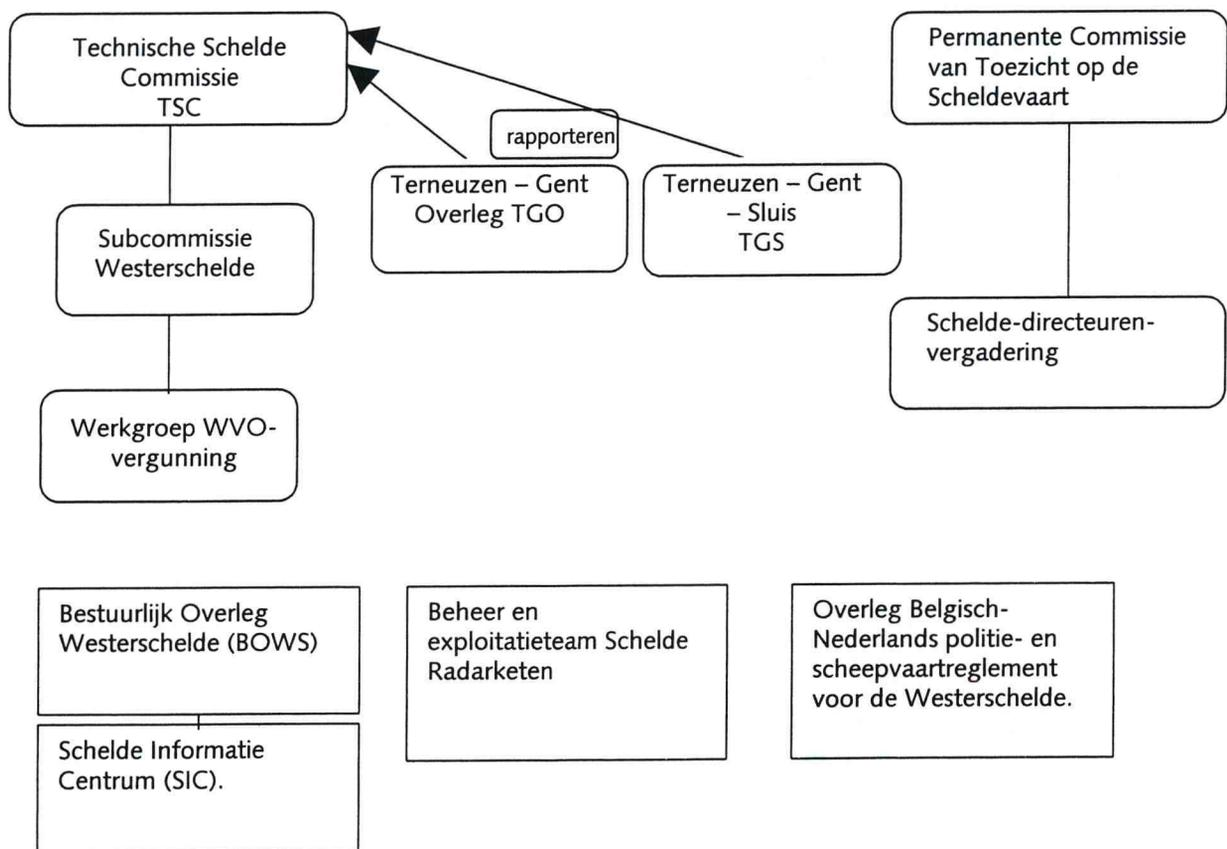 Technische Schelde
Commissie
TSC
Permanente Commissie
van Toezicht op de
Scheldevaart
rapporteren
Terneuzen – Gent
Overleg TGO
Terneuzen – Gent
– Sluis
TGS
Subcommissie
Westerschelde
Schelde-directeuren-
vergadering
Werkgroep WVO-
vergunning
Bestuurlijk Overleg
Westerschelde (BOWS)
Beheer en
exploitatieteam Schelde
Radarketen
Overleg Belgisch-
Nederlands politie- en
scheepvaartreglement
voor de Westerschelde.
Schelde Informatie
Centrum (SIC).